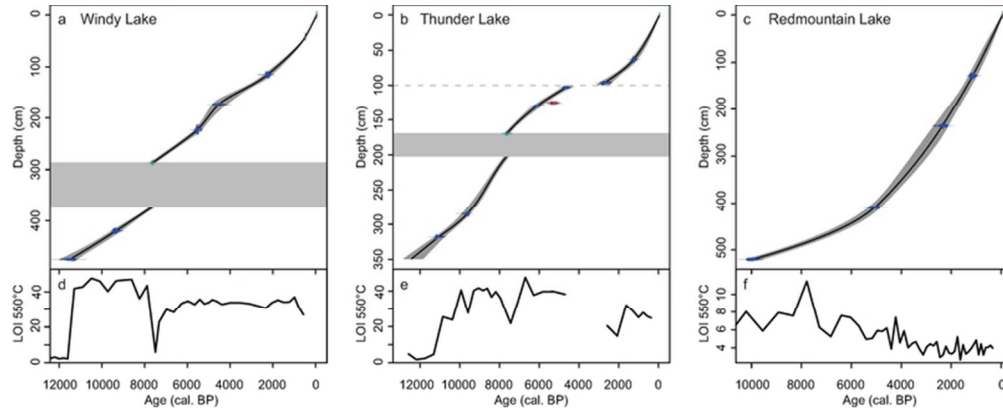 a Windy Lake
b Thunder Lake
c Redmountain Lake
Depth (cm)
0
100
200
300
400
Depth (cm)
0
50
100
150
200
250
300
350
Depth (cm)
0
100
200
300
400
500
d
e
f
LOI 550°C
0
20
40
LOI 550°C
0
20
40
LOI 550°C
4
6
8
10
12000 10000 8000 6000 4000 2000 0
12000 10000 8000 6000 4000 2000 0
10000 8000 6000 4000 2000 0
Age (cal. BP)
Age (cal. BP)
Age (cal. BP)